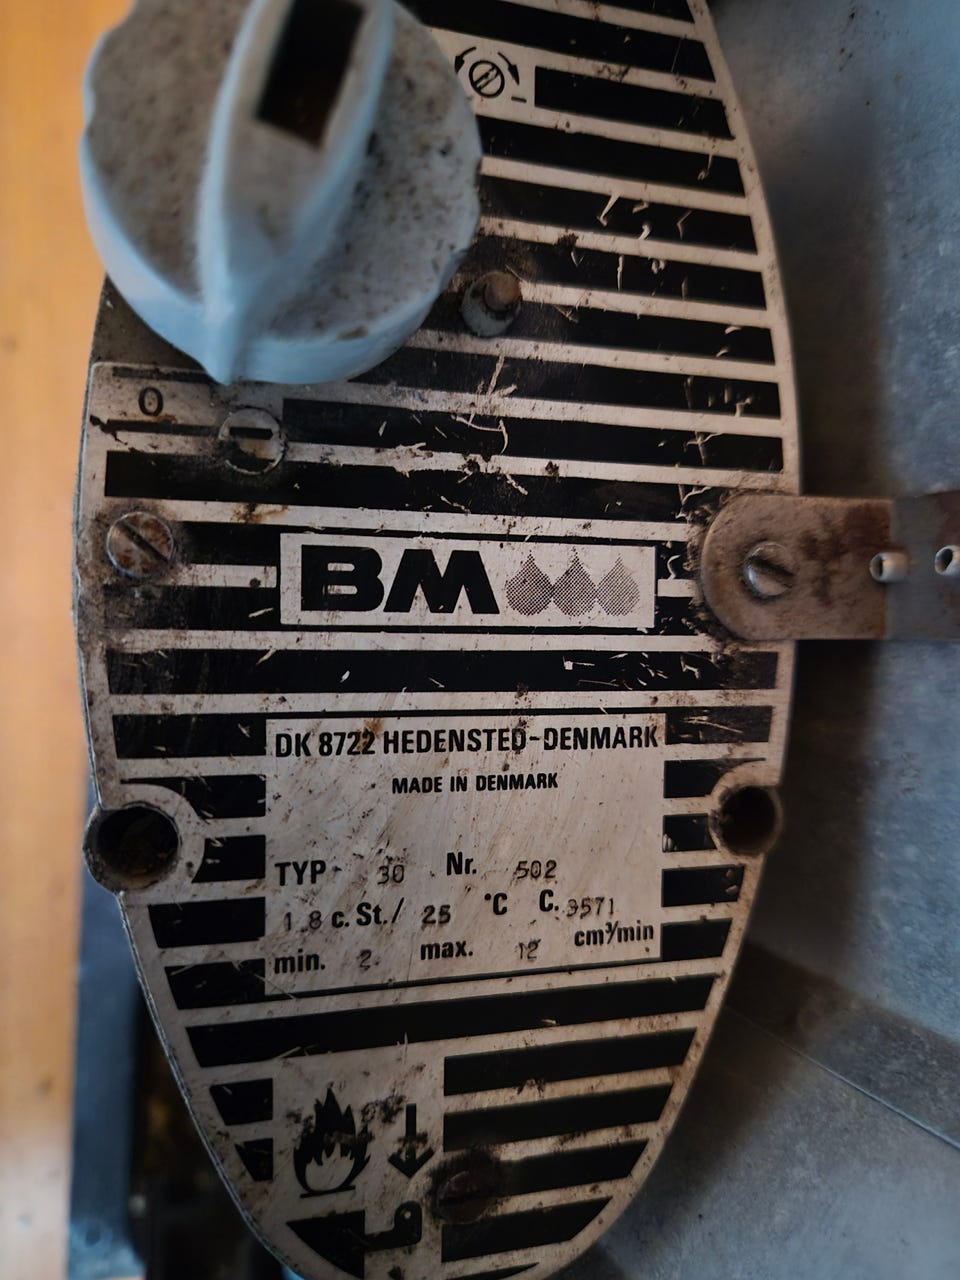 0
BM
DK 8722 HEDENSTED-DENMARK
MADE IN DENMARK
TYP 30 Nr. 502
1.8 c. St./ 25 °C C. 3571
min. 2 max. 12 cm³/min